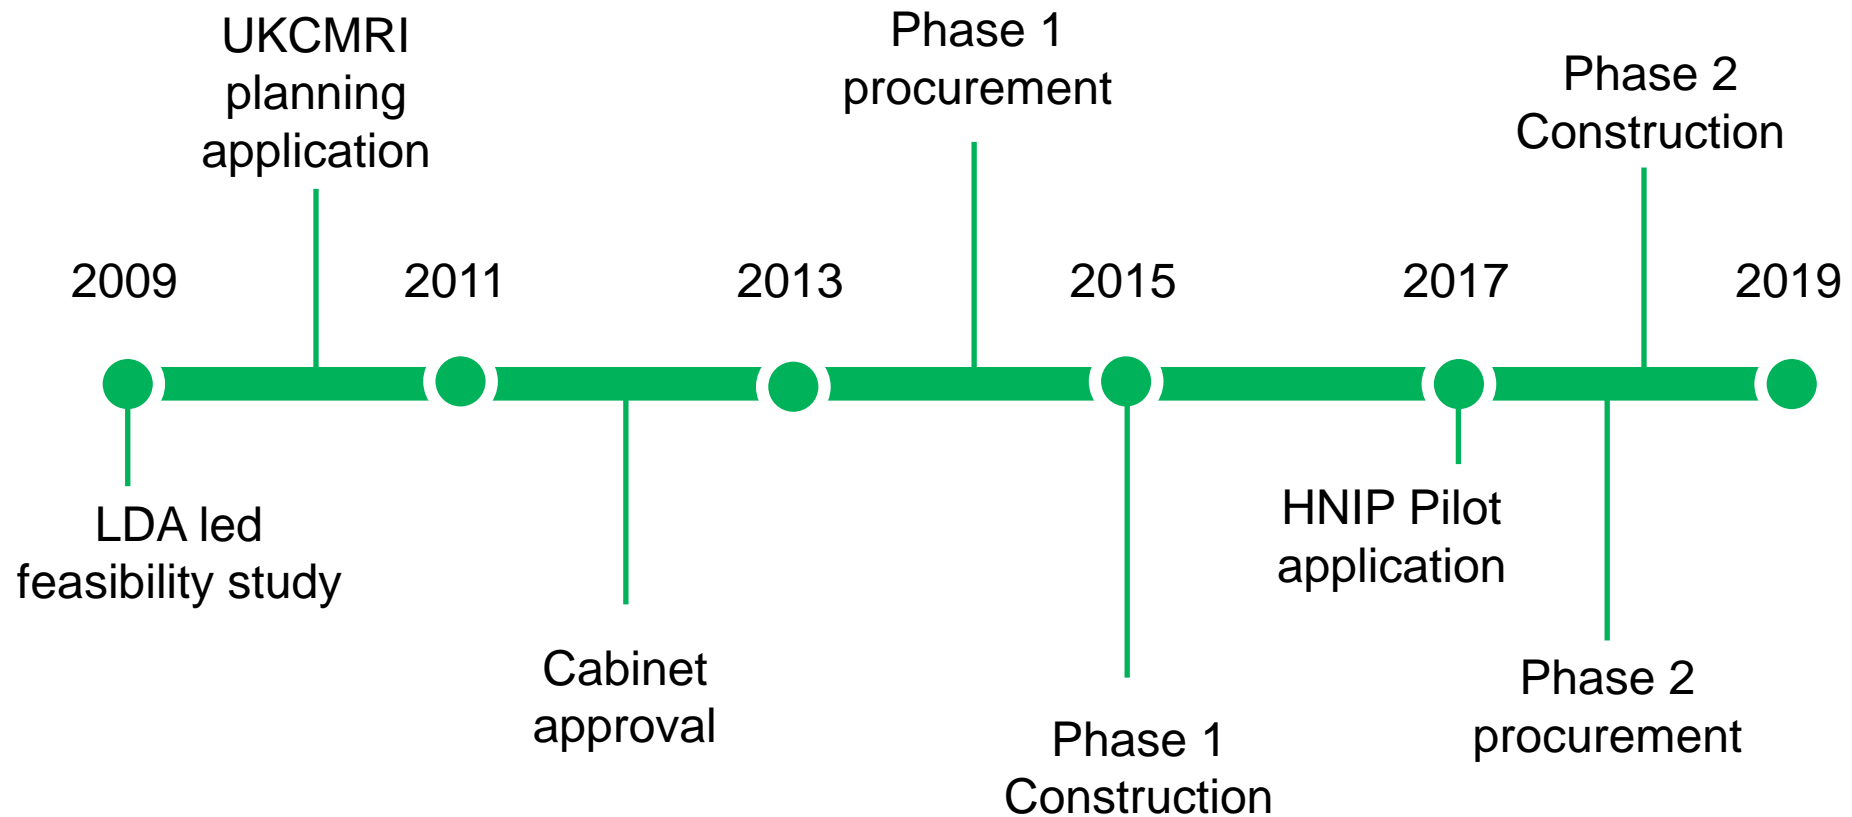 UKCMRI
planning
application
Phase 1
procurement
Phase 2
Construction
2009
2011
2013
2015
2017
2019
LDA led
feasibility study
Cabinet
approval
Phase 1
Construction
HNIP Pilot
application
Phase 2
procurement